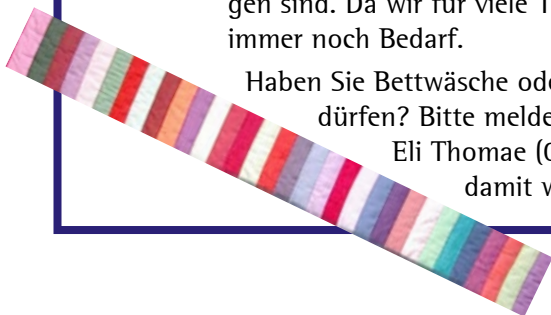 gen sind. Da wir für viele
immer noch Bedarf.
Haben Sie Bettwäsche ode
dürfen? Bitte melde
Eli Thomae (0
damit w